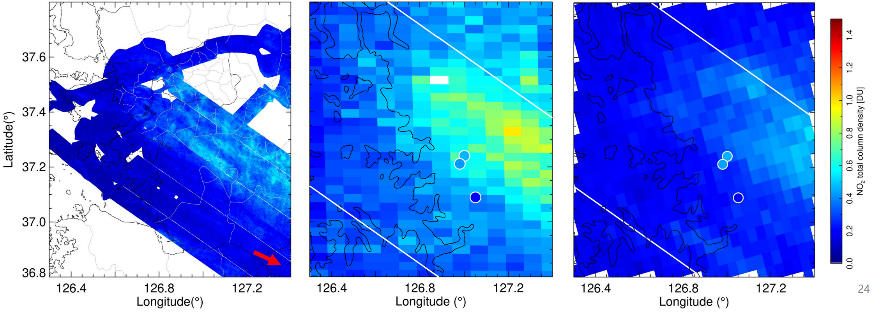 37.6
37.4
37.2
37.0
36.8
Latitude(°)
126.4 126.8 127.2
Longitude(°)
126.4 126.8 127.2
Longitude (°)
126.4 126.8 127.2
Longitude (°)
1.4
1.2
1.0
0.8
0.6
0.4
0.2
0.0
NO₂ total column density [DU]
24